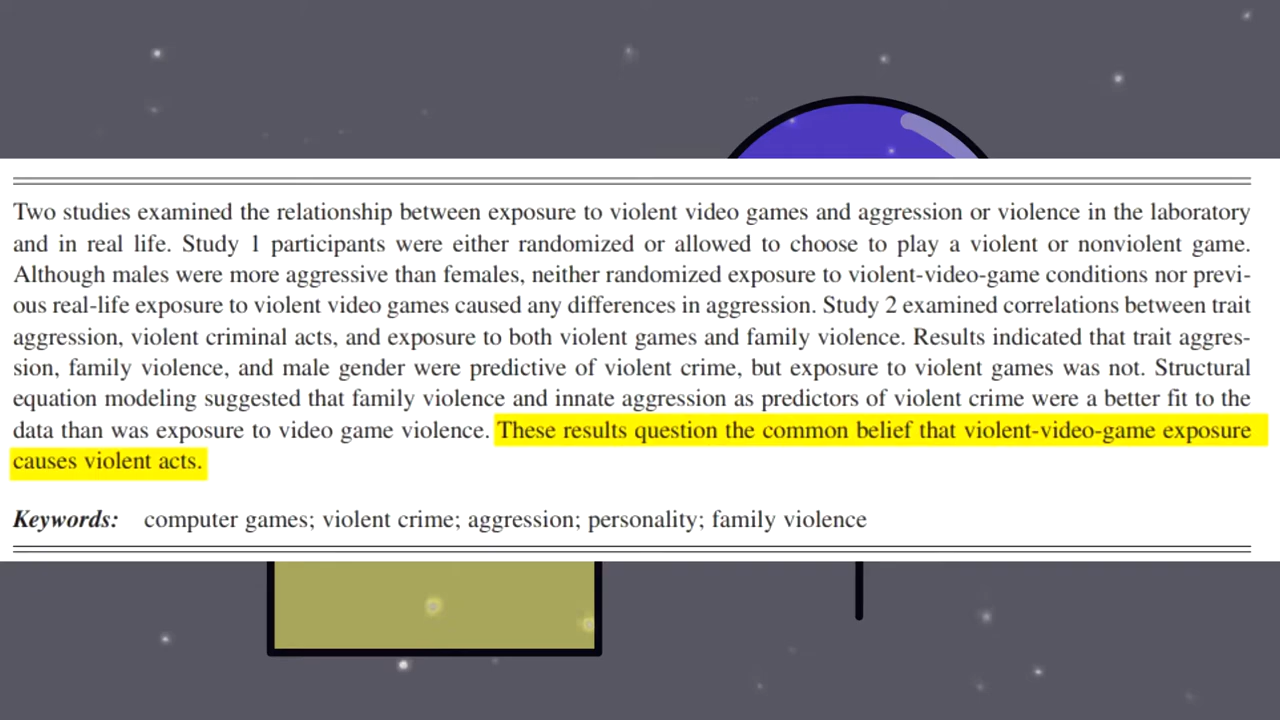 Two studies examined the relationship between exposure to violent video games and aggression or violence in the laboratory
and in real life. Study 1 participants were either randomized or allowed to choose to play a violent or nonviolent game.
Although males were more aggressive than females, neither randomized exposure to violent-video-game conditions nor previ-
ous real-life exposure to violent video games caused any differences in aggression. Study 2 examined correlations between trait
aggression, violent criminal acts, and exposure to both violent games and family violence. Results indicated that trait aggres-
sion, family violence, and male gender were predictive of violent crime, but exposure to violent games was not. Structural
equation modeling suggested that family violence and innate aggression as predictors of violent crime were a better fit to the
data than was exposure to video game violence. These results question the common belief that violent-video-game exposure
causes violent acts.
Keywords: computer games; violent crime; aggression; personality; family violence